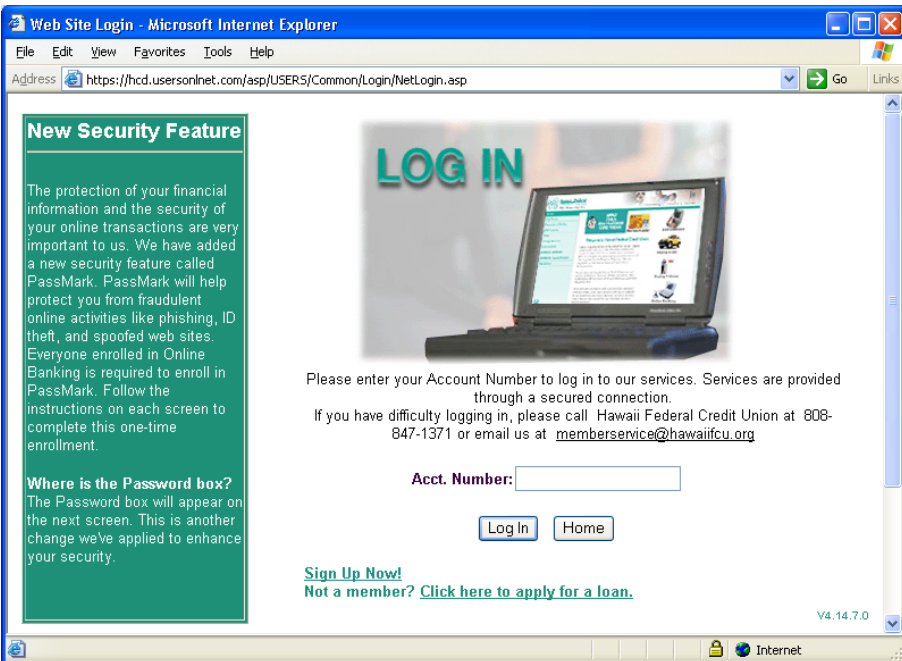 Web Site Login - Microsoft Internet Explorer
File Edit View Favorites Tools Help
Address https://hcd.usersonlnet.com/asp/USERS/Common/Login/NetLogin.asp Go Links
New Security Feature
The protection of your financial
information and the security of
your online transactions are very
important to us. We have added
a new security feature called
PassMark. PassMark will help
protect you from fraudulent
online activities like phishing, ID
theft, and spoofed web sites.
Everyone enrolled in Online
Banking is required to enroll in
PassMark. Follow the
instructions on each screen to
complete this one-time
enrollment.
Where is the Password box?
The Password box will appear on
the next screen. This is another
change we've applied to enhance
your security.
LOG IN
Please enter your Account Number to log in to our services. Services are provided
through a secured connection.
If you have difficulty logging in, please call Hawaii Federal Credit Union at 808-
847-1371 or email us at memberservice@hawaiifcu.org
Acct. Number:
Log In Home
Sign Up Now!
Not a member? Click here to apply for a loan.
V4.14.7.0
Internet